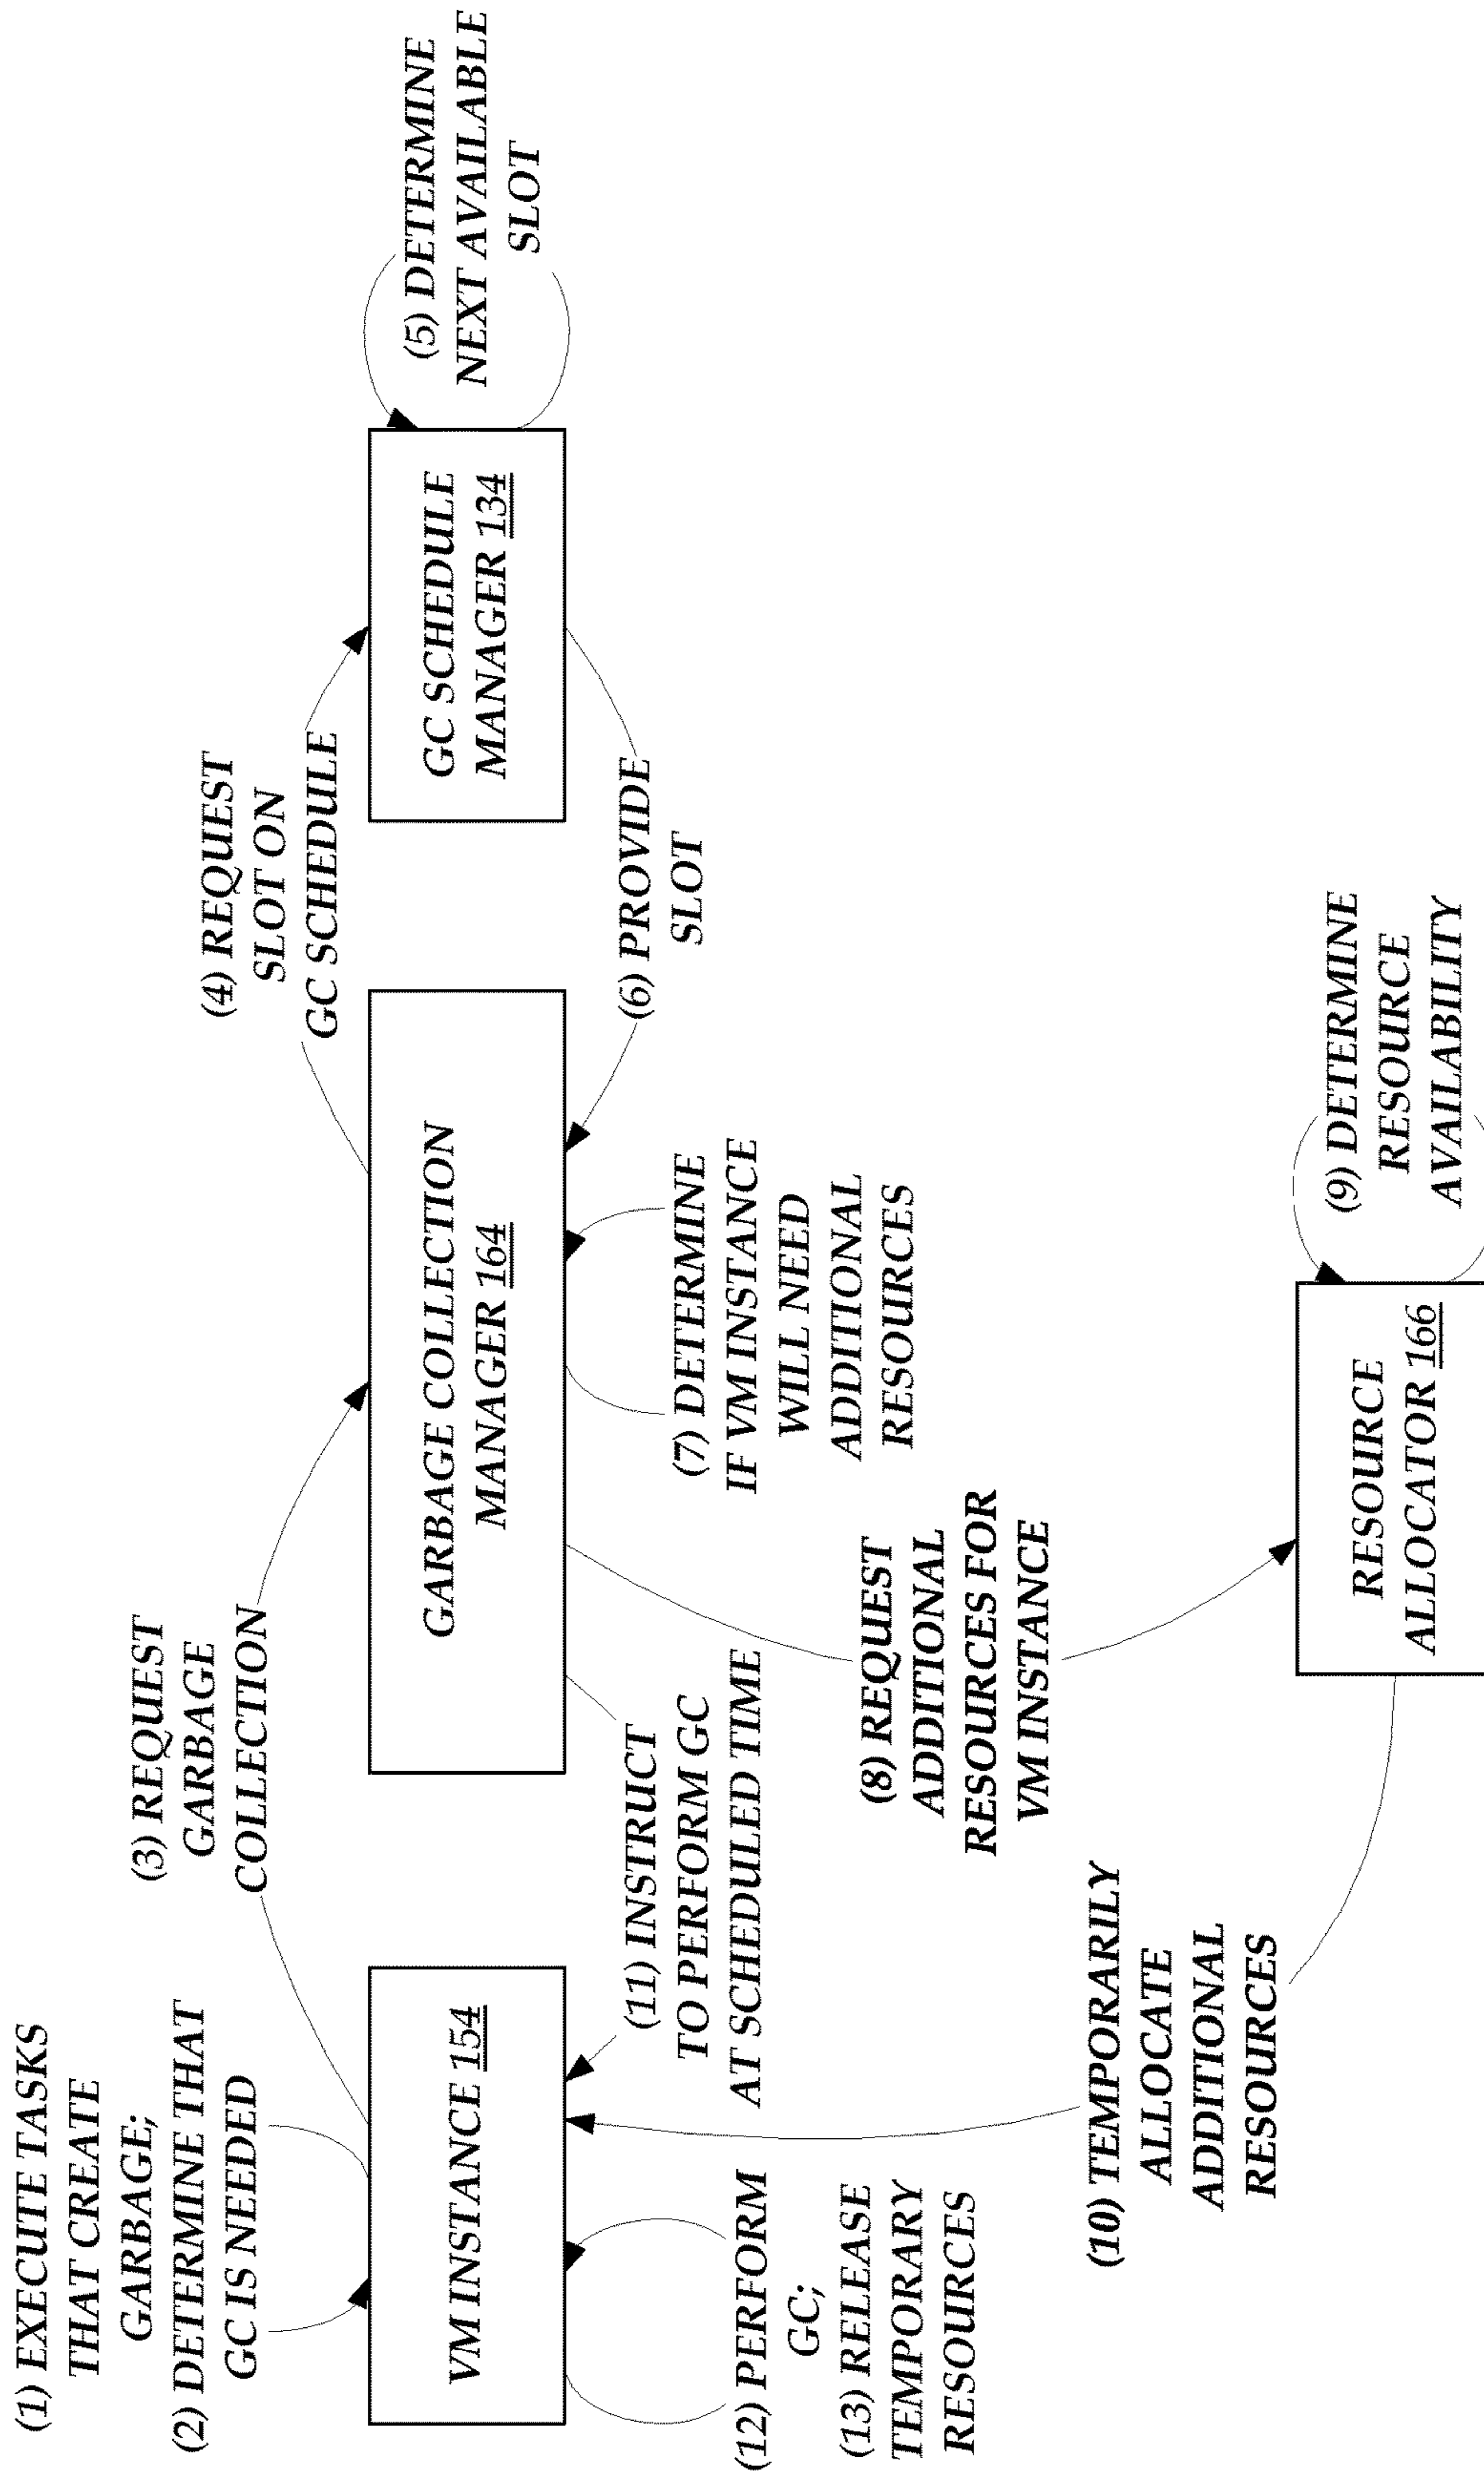 (1) EXECUTE TASKS
THAT CREATE
GARBAGE;
(2) DETERMINE THAT
GC IS NEEDED
(3) REQUEST
GARBAGE
COLLECTION
(4) REQUEST
SLOT ON
GC SCHEDULE
(5) DETERMINE
NEXT AVAILABLE
SLOT
VM INSTANCE 154
GARBAGE COLLECTION
MANAGER 164
GC SCHEDULE
MANAGER 134
(6) PROVIDE
SLOT
(7) DETERMINE
IF VM INSTANCE
WILL NEED
ADDITIONAL
RESOURCES
(8) REQUEST
ADDITIONAL
RESOURCES FOR
VM INSTANCE
(9) DETERMINE
RESOURCE
AVAILABILITY
RESOURCE
ALLOCATOR 166
(10) TEMPORARILY
ALLOCATE
ADDITIONAL
RESOURCES
(11) INSTRUCT
TO PERFORM GC
AT SCHEDULED TIME
(12) PERFORM
GC;
(13) RELEASE
TEMPORARY
RESOURCES